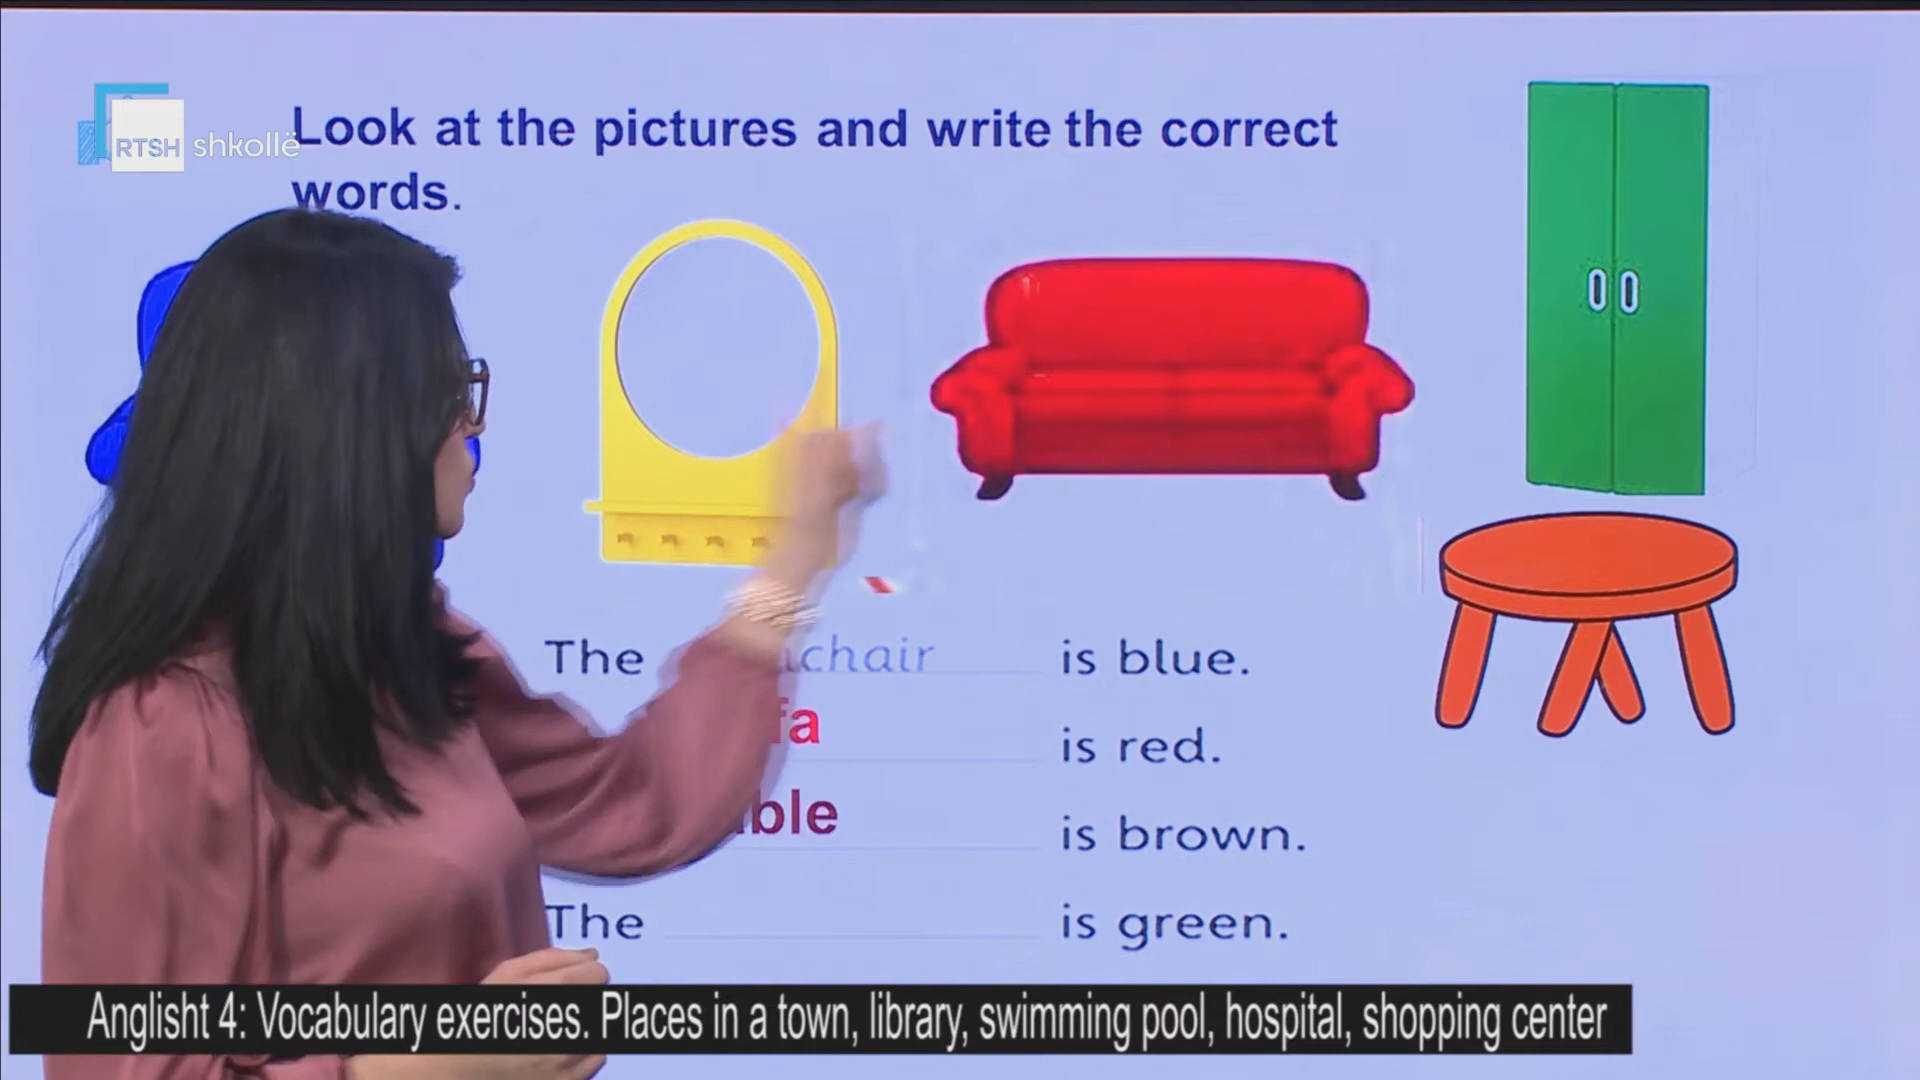 RTSH shkollë
Look at the pictures and write the correct
words.
The chair is blue.
fa is red.
ble is brown.
The is green.
Anglisht 4: Vocabulary exercises. Places in a town, library, swimming pool, hospital, shopping center